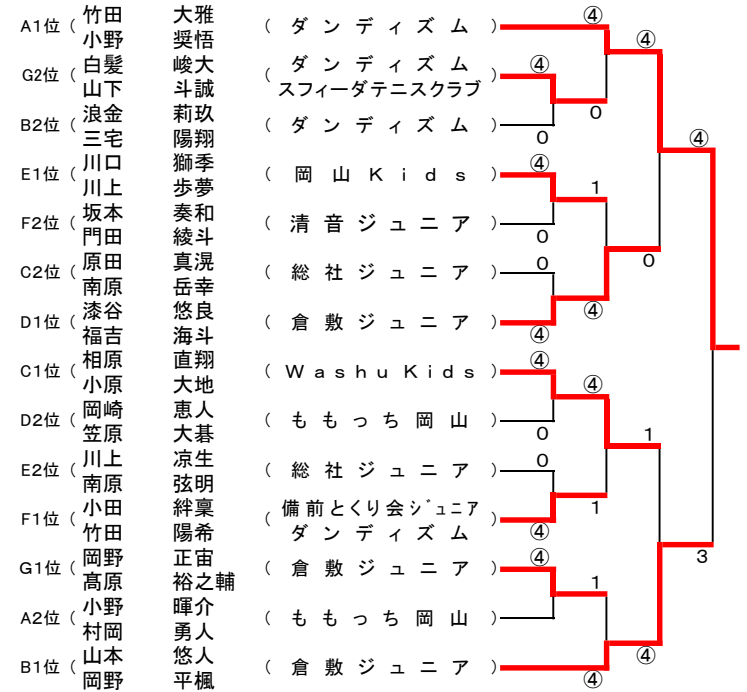 竹田 大雅 ④
A1位 ( ( ダンディズム )
小野 奨悟 ④
白髪 峻大 ダンディズム ④
G2位 ( ( )
山下 斗誠 スフィーダテニスクラブ
浪金 莉玖 0
B2位 ( ( ダンディズム )
三宅 陽翔 0 ④
川口 獅季 ④
E1位 ( ( 岡山Kids )
川上 歩夢 1
坂本 奏和
F2位 ( ( 清音ジュニア )
門田 綾斗 0
原田 真滉 0 0
C2位 ( ( 総社ジュニア )
南原 岳幸
漆谷 悠良 ④
D1位 ( ( 倉敷ジュニア )
福吉 海斗 ④
相原 直翔 ④
C1位 ( ( WashuKids )
小原 大地 ④
岡崎 恵人
D2位 ( ( ももっち岡山 )
笠原 大碁 0 1
川上 凉生 0
E2位 ( ( 総社ジュニア )
南原 弦明
小田 絆稟 備前とくり会ジュニア 1
F1位 ( ( )
竹田 陽希 ダンディズム ④
岡野 正宙 ④ 3
G1位 ( ( 倉敷ジュニア )
髙原 裕之輔 1
小野 暉介
A2位 ( ( ももっち岡山 )
村岡 勇人
山本 悠人 ④
B1位 ( ( 倉敷ジュニア )
岡野 平楓 ④